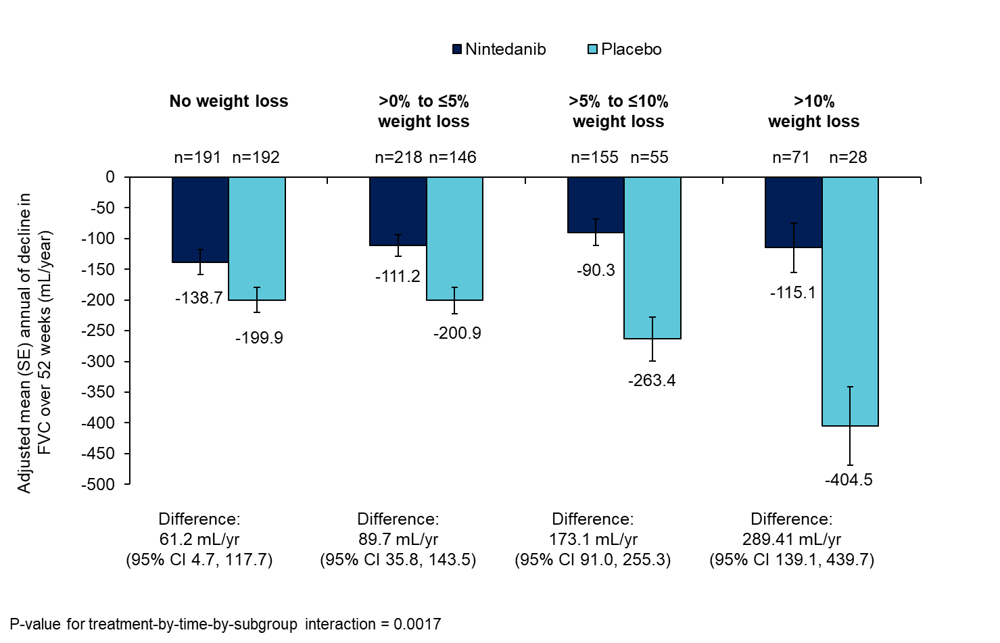 Nintedanib Placebo
No weight loss
>0% to ≤5%
weight loss
>5% to ≤10%
weight loss
>10%
weight loss
n=191 n=192
n=218 n=146
n=155 n=55
n=71 n=28
Adjusted mean (SE) annual of decline in
FVC over 52 weeks (mL/year)
0
-50
-100
-150
-200
-250
-300
-350
-400
-450
-500
-138.7
-199.9
-111.2
-200.9
-90.3
-263.4
-115.1
-404.5
Difference:
61.2 mL/yr
(95% CI 4.7, 117.7)
Difference:
89.7 mL/yr
(95% CI 35.8, 143.5)
Difference:
173.1 mL/yr
(95% CI 91.0, 255.3)
Difference:
289.41 mL/yr
(95% CI 139.1, 439.7)
P-value for treatment-by-time-by-subgroup interaction = 0.0017